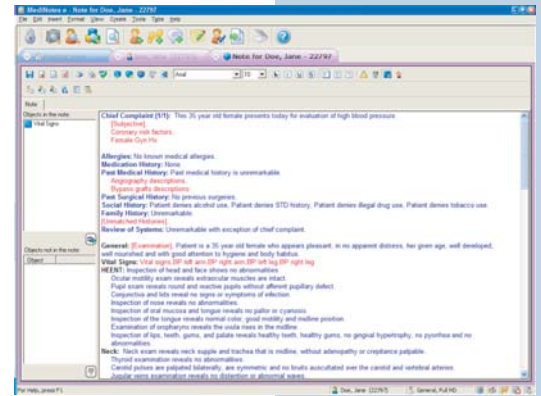 MediNotes e - Note for Doe, Jane - 22797
File Edit Insert Format View Create Tools Type Help
Note for Doe, Jane - 22797
Arial 10
Note
Objects in the note:
Vital Signs
Objects not in the note:
Object
Chief Complaint (1/1): This 35 year old female presents today for evaluation of high blood pressure
[Subjective].
Coronary risk factors.
Female Gyn Hx
Allergies: No known medical allergies.
Medication History: None.
Past Medical History: Past medical history is unremarkable.
Angiography descriptions.
Bypass grafts descriptions
Past Surgical History: No previous surgeries.
Social History: Patient denies alcohol use, Patient denies STD history, Patient denies illegal drug use, Patient denies tobacco use.
Family History: Unremarkable.
[Unmatched Histories].
Review of Systems: Unremarkable with exception of chief complaint.
General: [Examination], Patient is a 35 year old female who appears pleasant, in no apparent distress, her given age, well developed,
well nourished and with good attention to hygiene and body habitus.
Vital Signs: Vital signs,BP left arm,BP right arm,BP left leg,BP right leg
HEENT: Inspection of head and face shows no abnormalities.
Ocular motility exam reveals extraocular muscles are intact.
Pupil exam reveals round and reactive pupils without afferent pupillary defect.
Conjunctiva and lids reveal no signs or symptoms of infection.
Inspection of nose reveals no abnormalities.
Inspection of oral mucosa and tongue reveals no pallor or cyanosis.
Inspection of the tongue reveals normal color, good motility and midline position.
Examination of oropharynx reveals the uvula rises in the midline.
Inspection of lips, teeth, gums, and palate reveals healthy teeth, healthy gums, no gingival hypertrophy, no pyorrhea and no
abnormalities.
Neck: Neck exam reveals neck supple and trachea that is midline, without adenopathy or crepitance palpable.
Thyroid examination reveals no abnormalities.
Carotid pulses are palpated bilaterally, are symmetric and no bruits auscultated over the carotid and vertebral arteries.
Jugular veins examination reveals no distention or abnormal waves.
For Help, press F1
Doe, Jane (22797)
General, Full HD